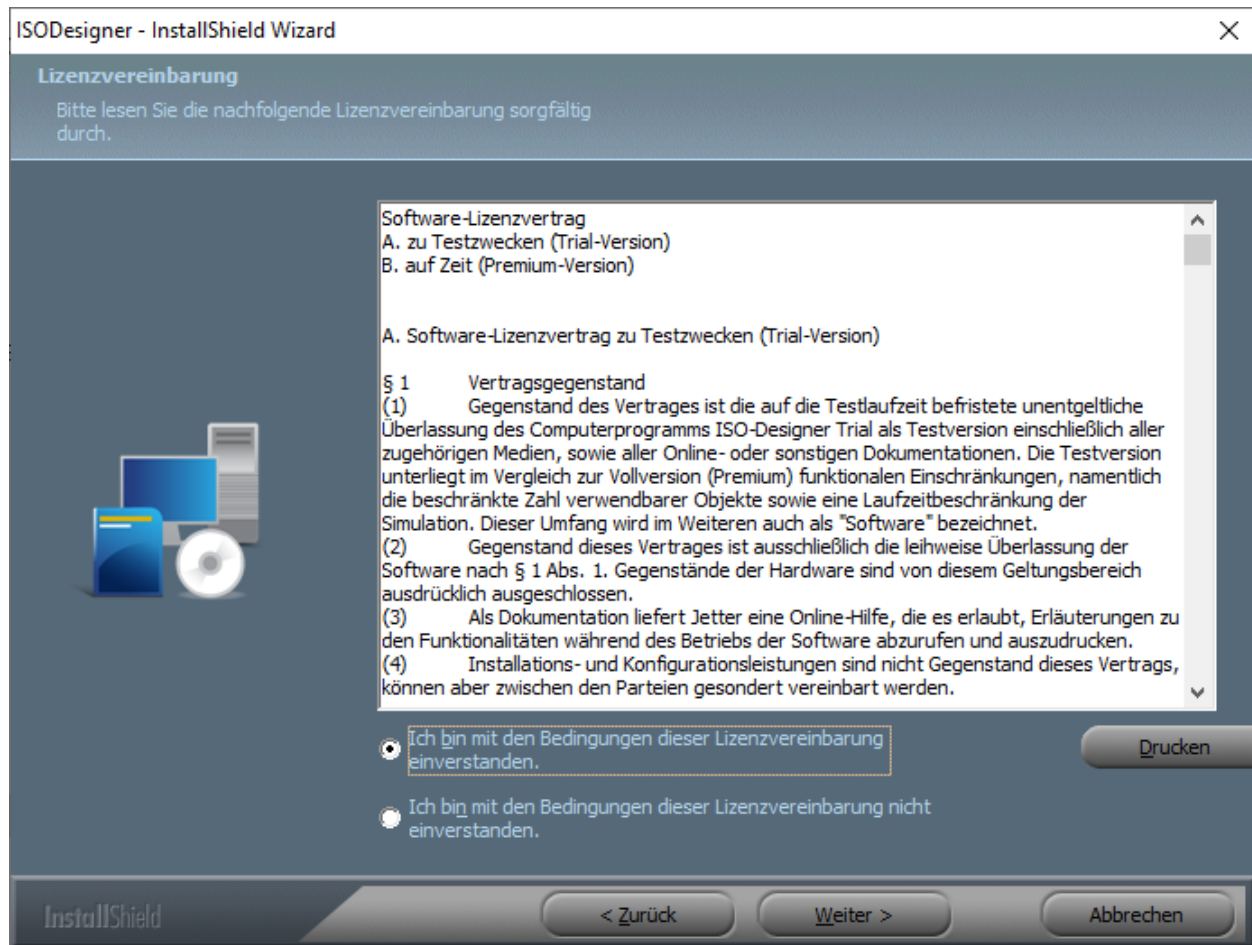 ISODesigner - InstallShield Wizard
Lizenzvereinbarung
Bitte lesen Sie die nachfolgende Lizenzvereinbarung sorgfältig
durch.
Software-Lizenzvertrag
A. zu Testzwecken (Trial-Version)
B. auf Zeit (Premium-Version)
A. Software-Lizenzvertrag zu Testzwecken (Trial-Version)
§ 1 Vertragsgegenstand
(1) Gegenstand des Vertrages ist die auf die Testlaufzeit befristete unentgeltliche
Überlassung des Computerprogramms ISO-Designer Trial als Testversion einschließlich aller
zugehörigen Medien, sowie aller Online- oder sonstigen Dokumentationen. Die Testversion
unterliegt im Vergleich zur Vollversion (Premium) funktionalen Einschränkungen, namentlich
die beschränkte Zahl verwendbarer Objekte sowie eine Laufzeitbeschränkung der
Simulation. Dieser Umfang wird im Weiteren auch als "Software" bezeichnet.
(2) Gegenstand dieses Vertrages ist ausschließlich die leihweise Überlassung der
Software nach § 1 Abs. 1. Gegenstände der Hardware sind von diesem Geltungsbereich
ausdrücklich ausgeschlossen.
(3) Als Dokumentation liefert Jetter eine Online-Hilfe, die es erlaubt, Erläuterungen zu
den Funktionalitäten während des Betriebs der Software abzurufen und auszudrucken.
(4) Installations- und Konfigurationsleistungen sind nicht Gegenstand dieses Vertrags,
können aber zwischen den Parteien gesondert vereinbart werden.
Ich bin mit den Bedingungen dieser Lizenzvereinbarung
einverstanden.
Drucken
Ich bin mit den Bedingungen dieser Lizenzvereinbarung nicht
einverstanden.
InstallShield
< Zurück
Weiter >
Abbrechen